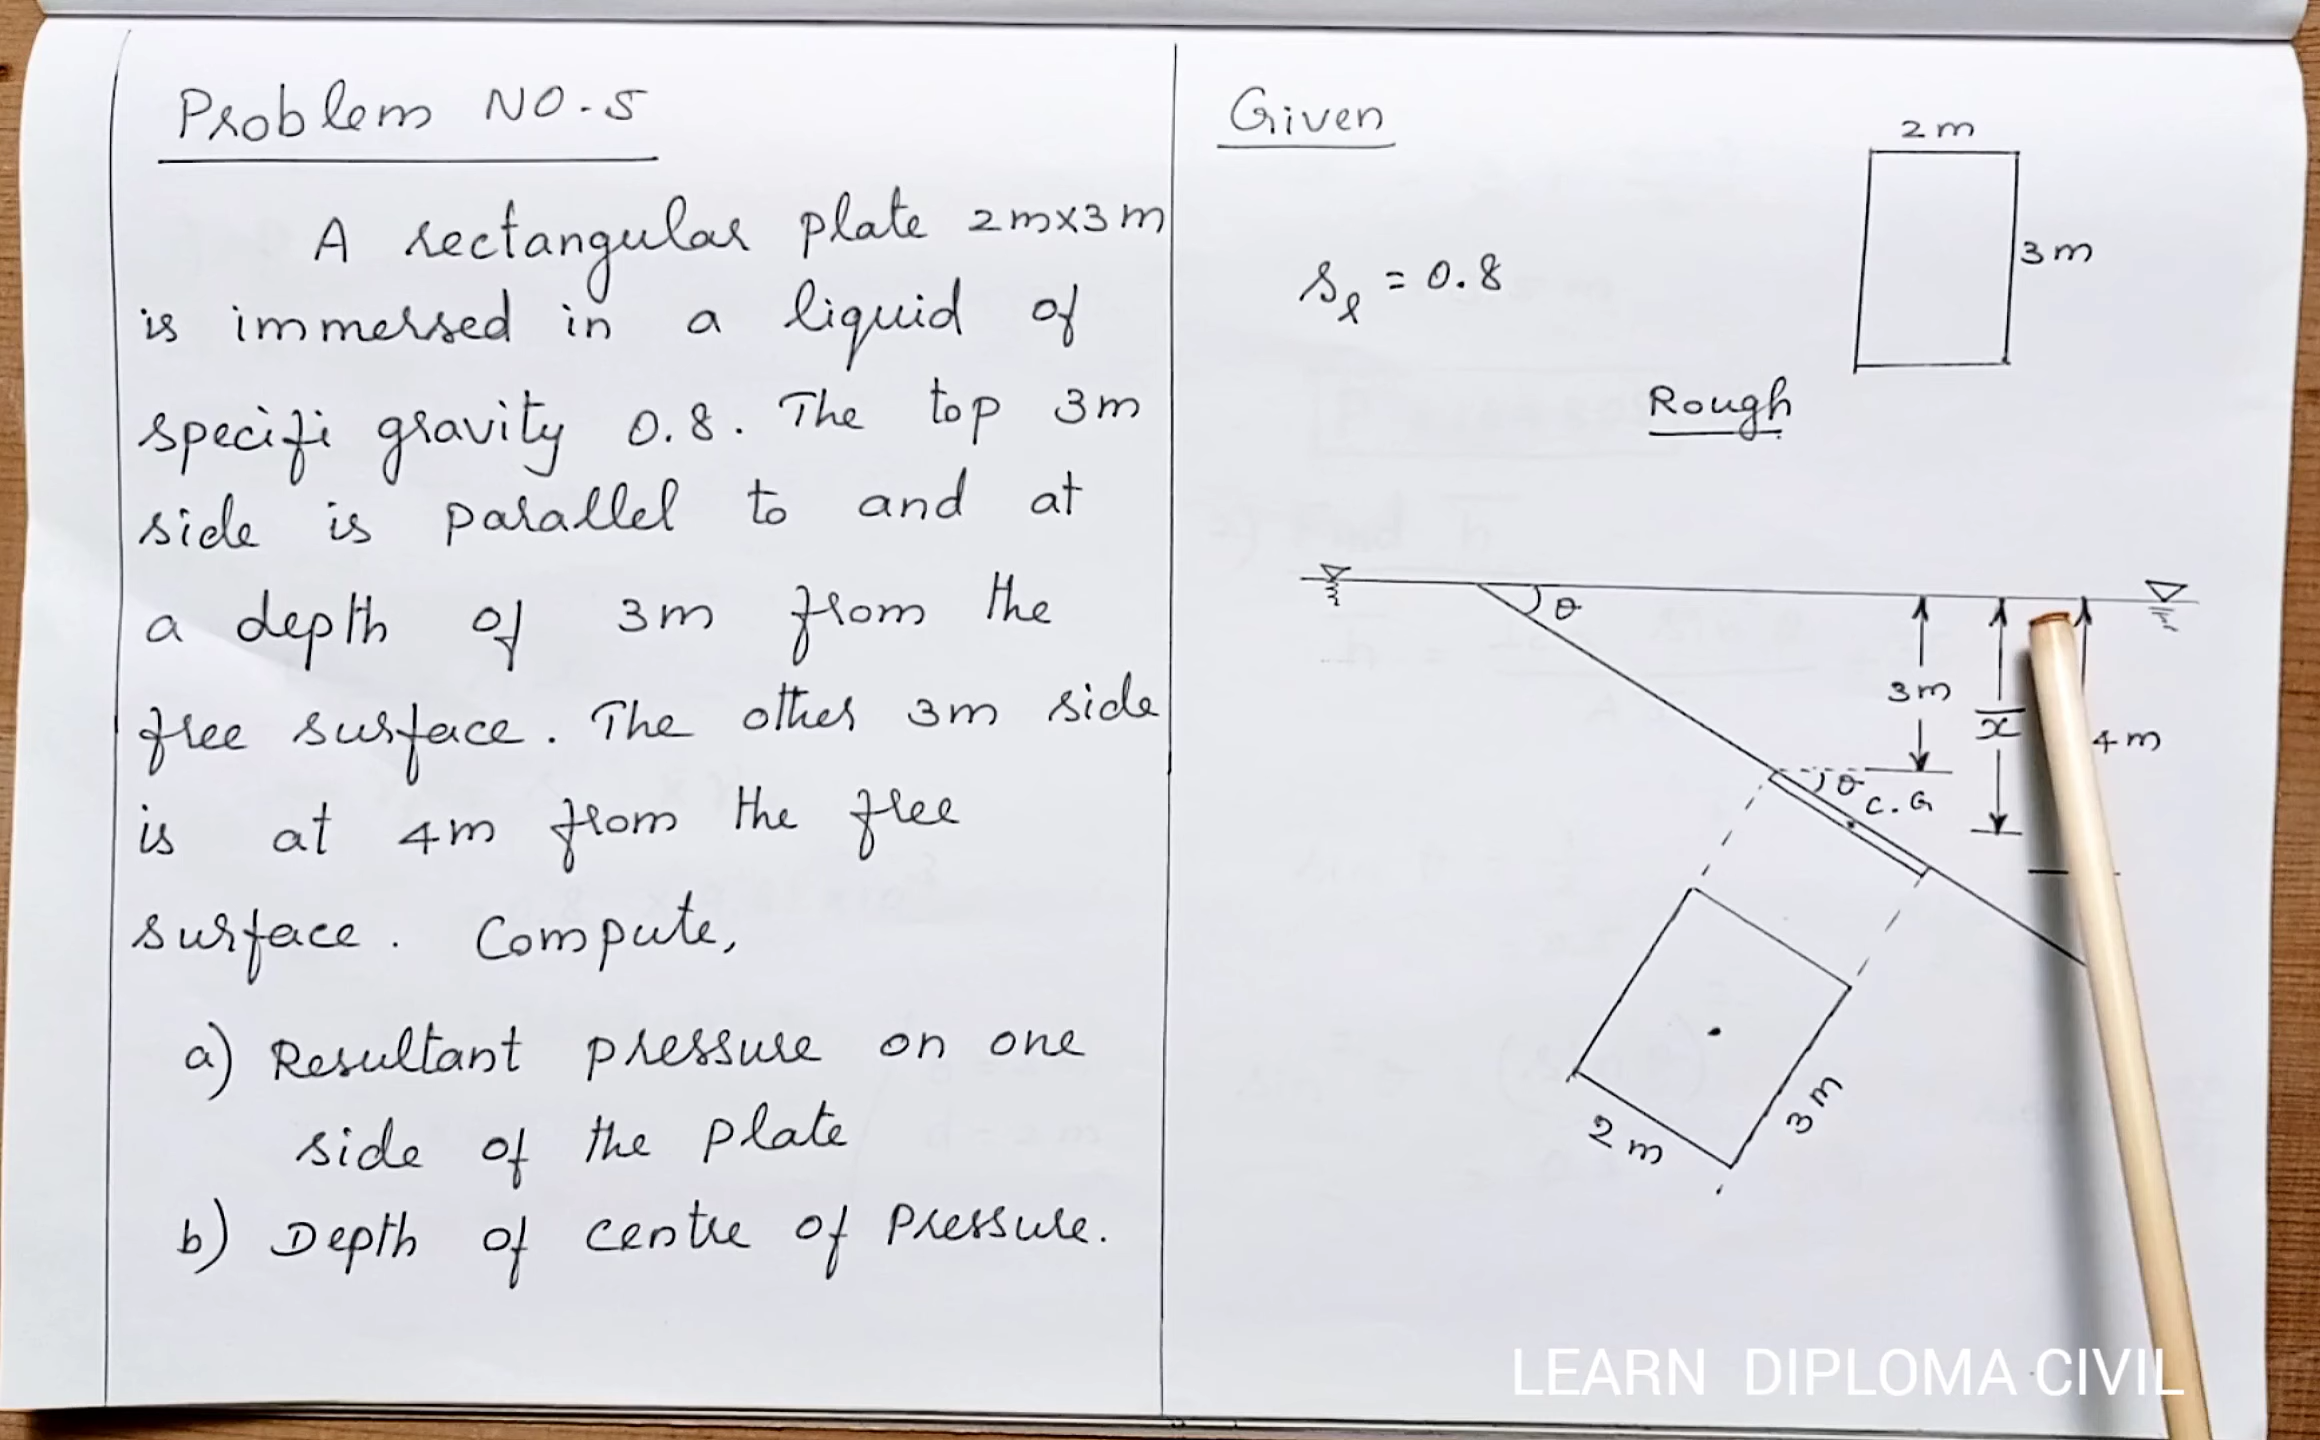 Problem NO-5
A rectangular plate 2m×3m
is immersed in a liquid of
specifi gravity 0.8. The top 3m
side is parallel to and at
a depth of 3m from the
free surface. The other 3m side
is at 4m from the free
surface. Compute,
a) Resultant pressure on one
side of the plate
b) Depth of centre of Pressure.
Given
2m
3m
s_l = 0.8
Rough
θ
3m
x̄
4m
θ
C.G
2m
3m
LEARN DIPLOMA CIVIL